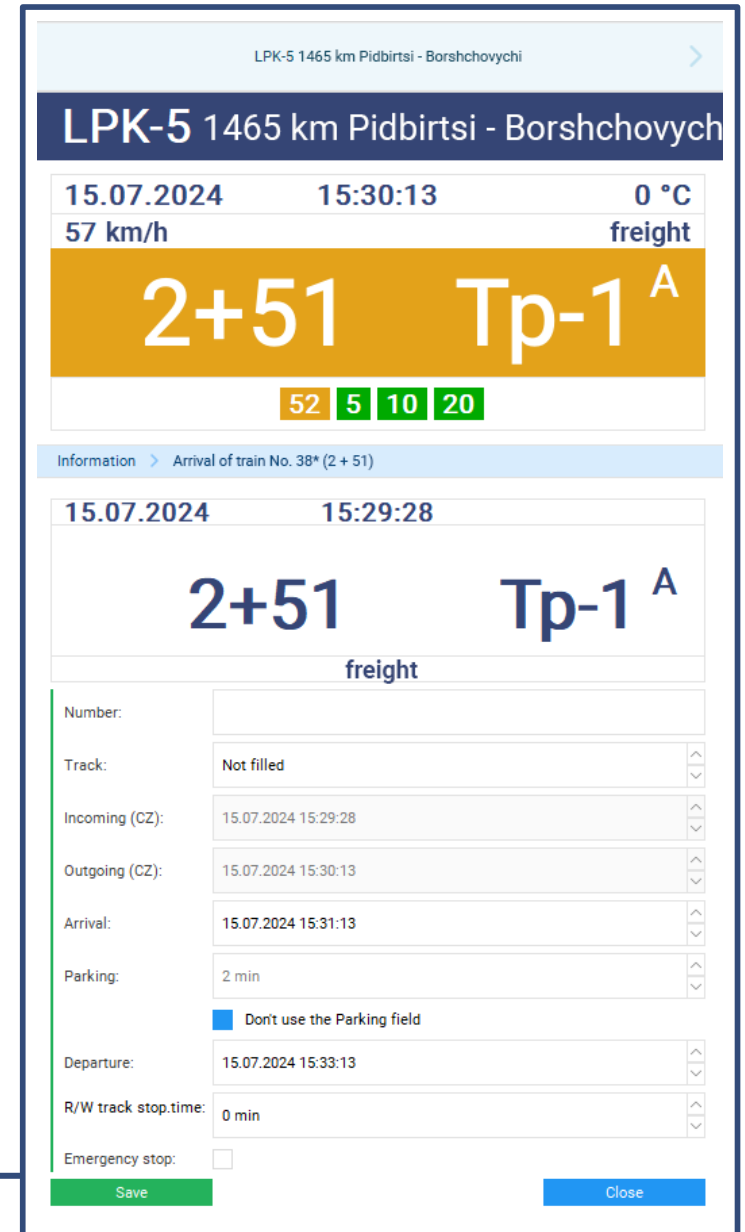 LPK-5 1465 km Pidbirtsi - Borshchovychi
LPK-5 1465 km Pidbirtsi - Borshchovych
15.07.2024 15:30:13 0 °C
57 km/h freight
2+51 Tp-1 A
52 5 10 20
Information > Arrival of train No. 38* (2 + 51)
15.07.2024 15:29:28
2+51 Tp-1 A
freight
Number:
Track: Not filled
Incoming (CZ): 15.07.2024 15:29:28
Outgoing (CZ): 15.07.2024 15:30:13
Arrival: 15.07.2024 15:31:13
Parking: 2 min
Don't use the Parking field
Departure: 15.07.2024 15:33:13
R/W track stop.time: 0 min
Emergency stop:
Save Close